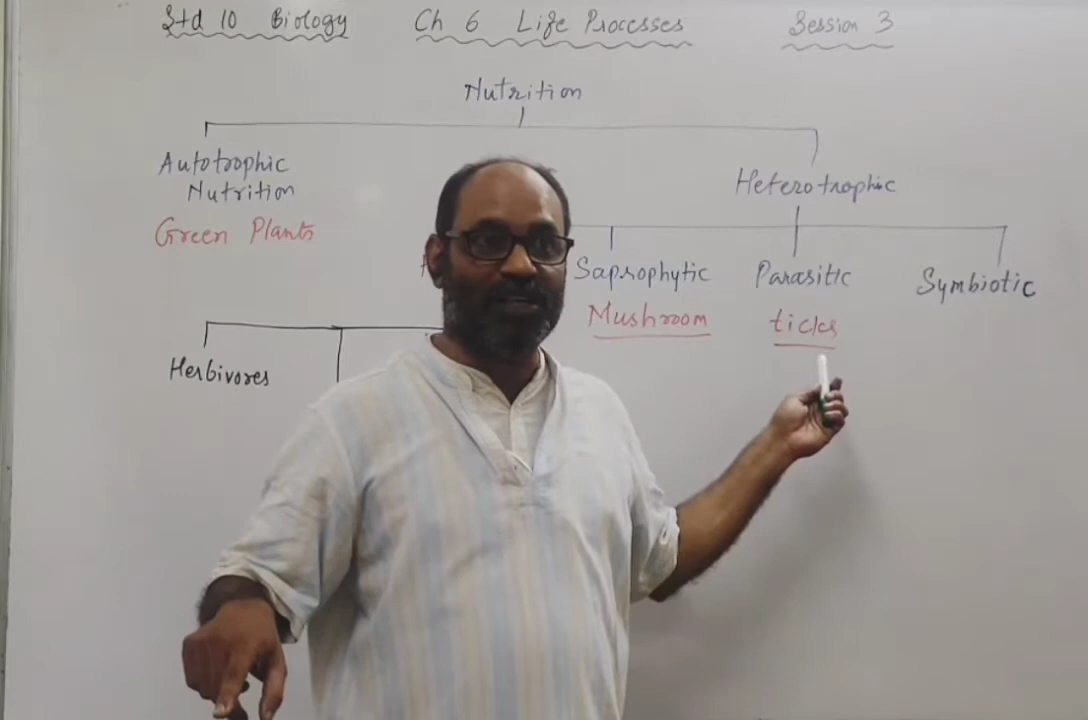 Std 10 Biology Ch 6 Life Processes Session 3
Nutrition
Autotrophic
Nutrition
Green Plants
Heterotrophic
Saprophytic Parasitic Symbiotic
Mushroom ticks
Herbivores